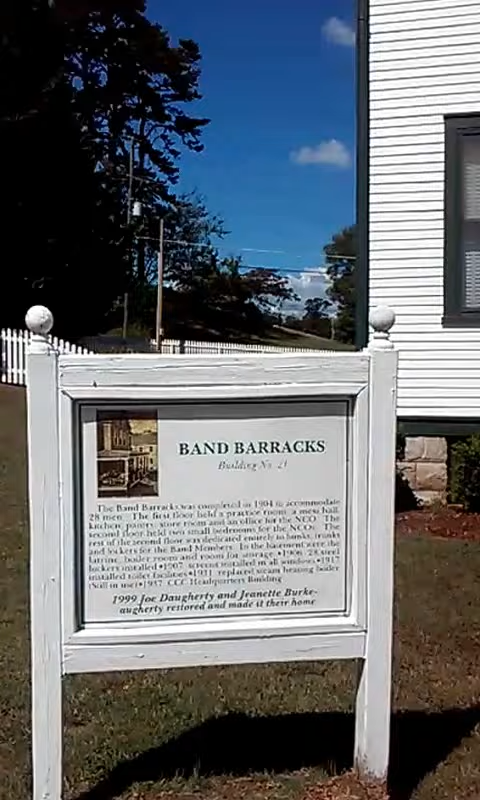 BAND BARRACKS
Building No. 21
The Band Barracks was completed in 1904 to accommodate
28 men. The first floor held a practice room, a mess hall,
kitchen, pantry, store room and an office for the NCO. The
second floor held two small bedrooms for the NCOs. The
rest of the second floor was dedicated entirely to bunks, trunks
and lockers for the Band Members. In the basement were the
latrine, boiler room and room for storage. •1906: 28 steel
lockers installed •1907: screens installed in all windows •1917
installed toilet facilities •1931: replaced steam heating boiler
(Still in use) •1937: CCC Headquarters Building
1999 Joe Daugherty and Jeanette Burke-
augherty restored and made it their home